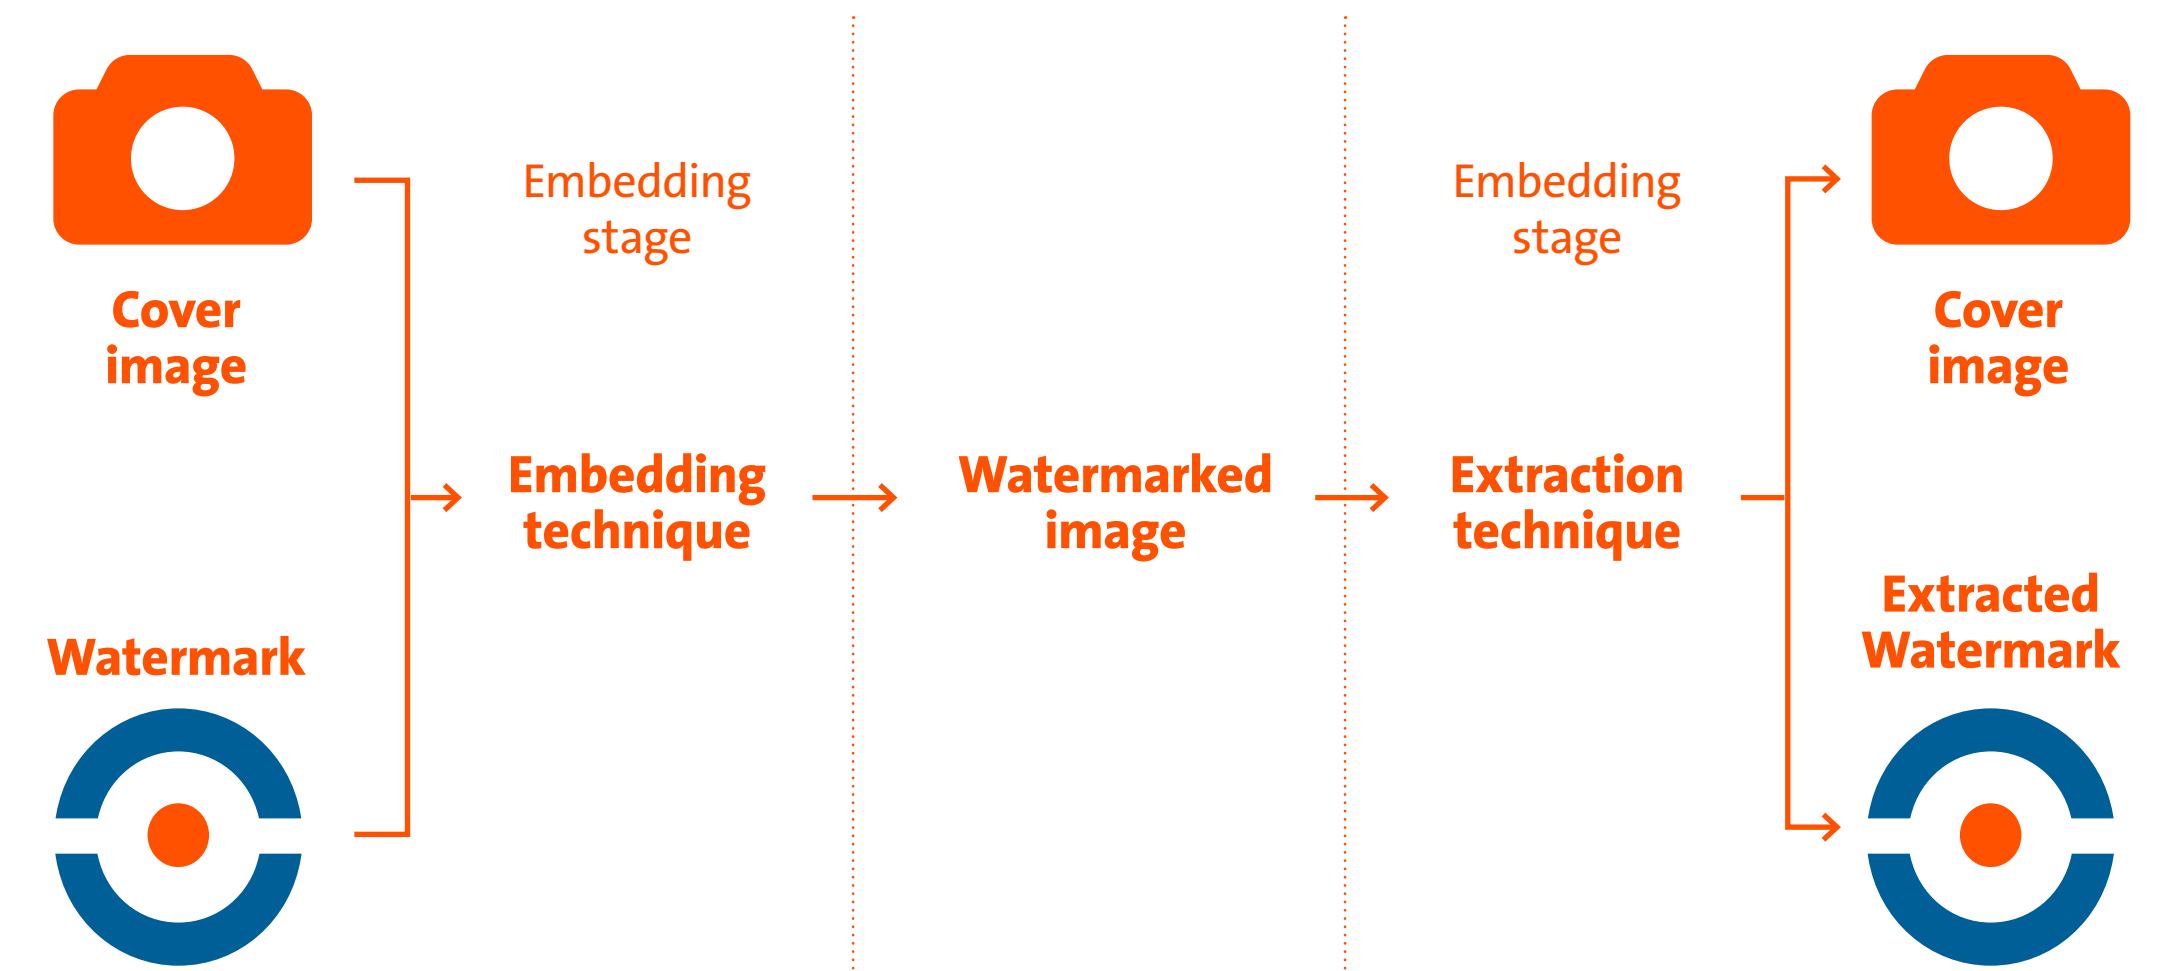 Cover
image
Watermark
Embedding
stage
Embedding
technique
Watermarked
image
Embedding
stage
Extraction
technique
Cover
image
Extracted
Watermark